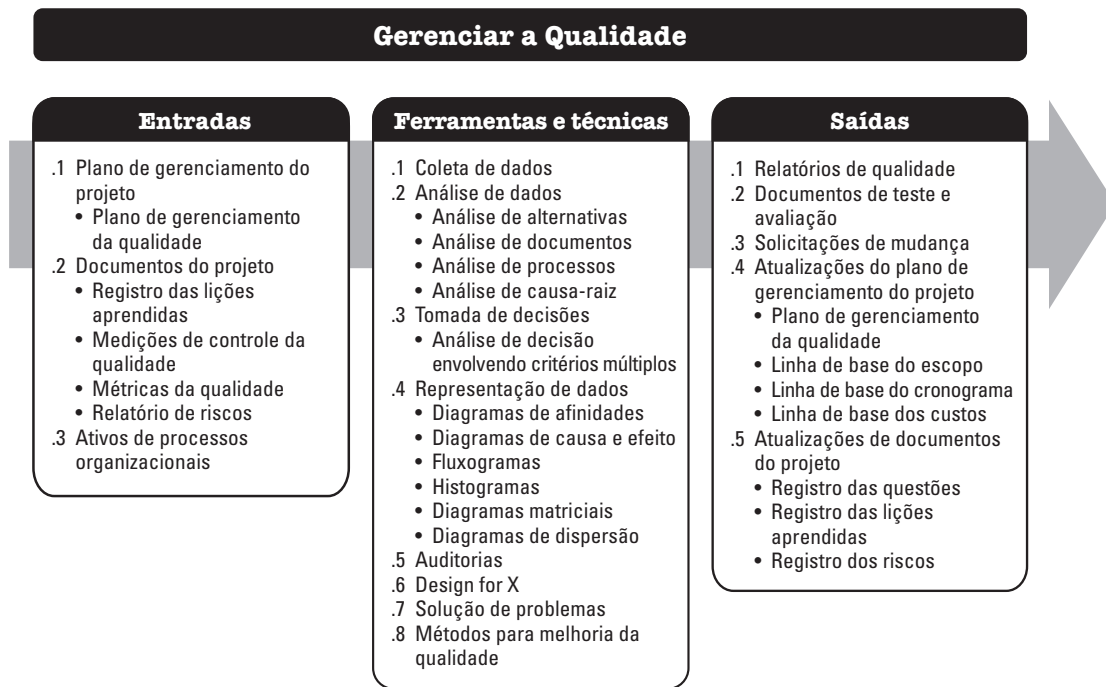 Gerenciar a Qualidade
Entradas
.1 Plano de gerenciamento do
projeto
• Plano de gerenciamento
da qualidade
.2 Documentos do projeto
• Registro das lições
aprendidas
• Medições de controle da
qualidade
• Métricas da qualidade
• Relatório de riscos
.3 Ativos de processos
organizacionais
Ferramentas e técnicas
.1 Coleta de dados
.2 Análise de dados
• Análise de alternativas
• Análise de documentos
• Análise de processos
• Análise de causa-raiz
.3 Tomada de decisões
• Análise de decisão
envolvendo critérios múltiplos
.4 Representação de dados
• Diagramas de afinidades
• Diagramas de causa e efeito
• Fluxogramas
• Histogramas
• Diagramas matriciais
• Diagramas de dispersão
.5 Auditorias
.6 Design for X
.7 Solução de problemas
.8 Métodos para melhoria da
qualidade
Saídas
.1 Relatórios de qualidade
.2 Documentos de teste e
avaliação
.3 Solicitações de mudança
.4 Atualizações do plano de
gerenciamento do projeto
• Plano de gerenciamento
da qualidade
• Linha de base do escopo
• Linha de base do cronograma
• Linha de base dos custos
.5 Atualizações de documentos
do projeto
• Registro das questões
• Registro das lições
aprendidas
• Registro dos riscos